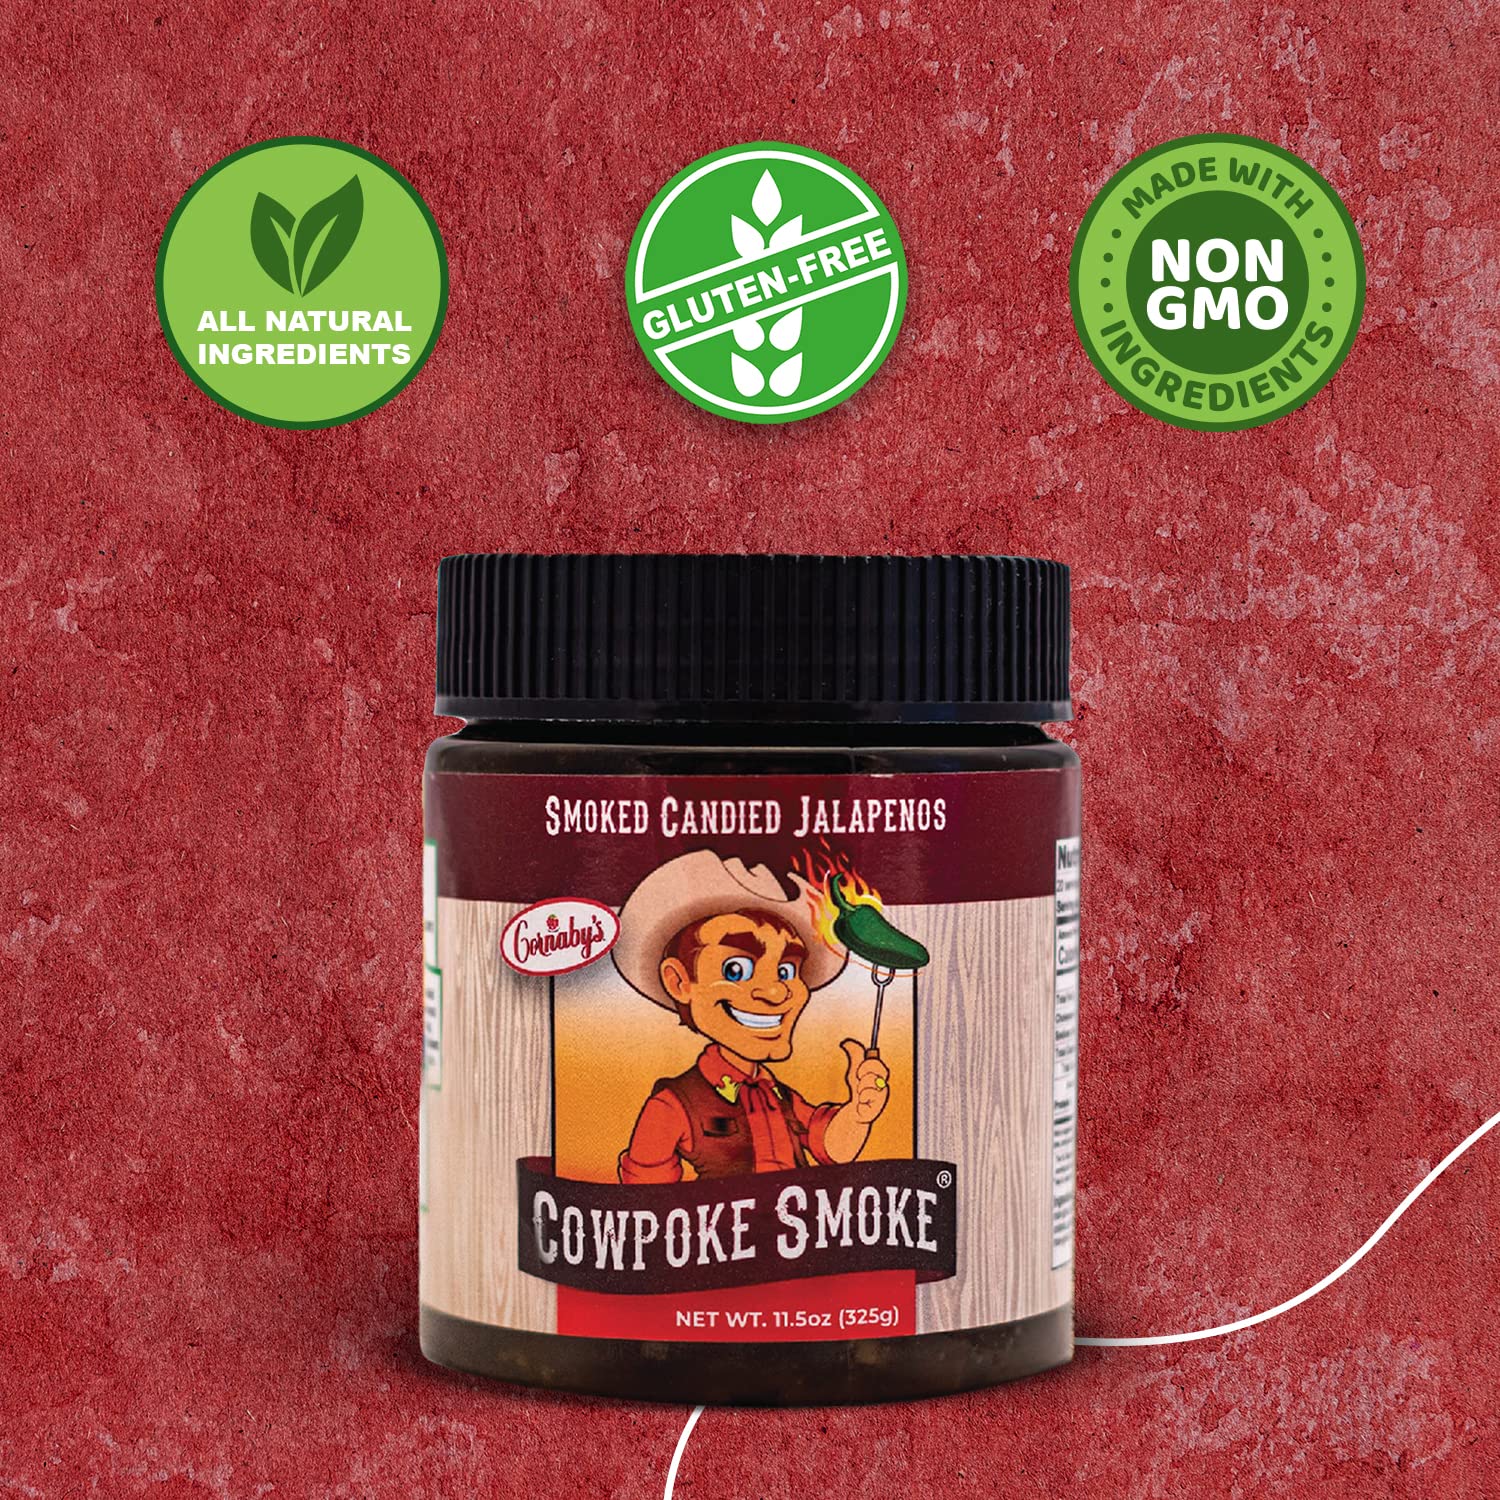 ALL NATURAL
INGREDIENTS
GLUTEN-FREE
MADE WITH
NON
GMO
INGREDIENTS
SMOKED CANDIED JALAPENOS
Cornaby's
COWPOKE SMOKE®
NET WT. 11.5oz (325g)